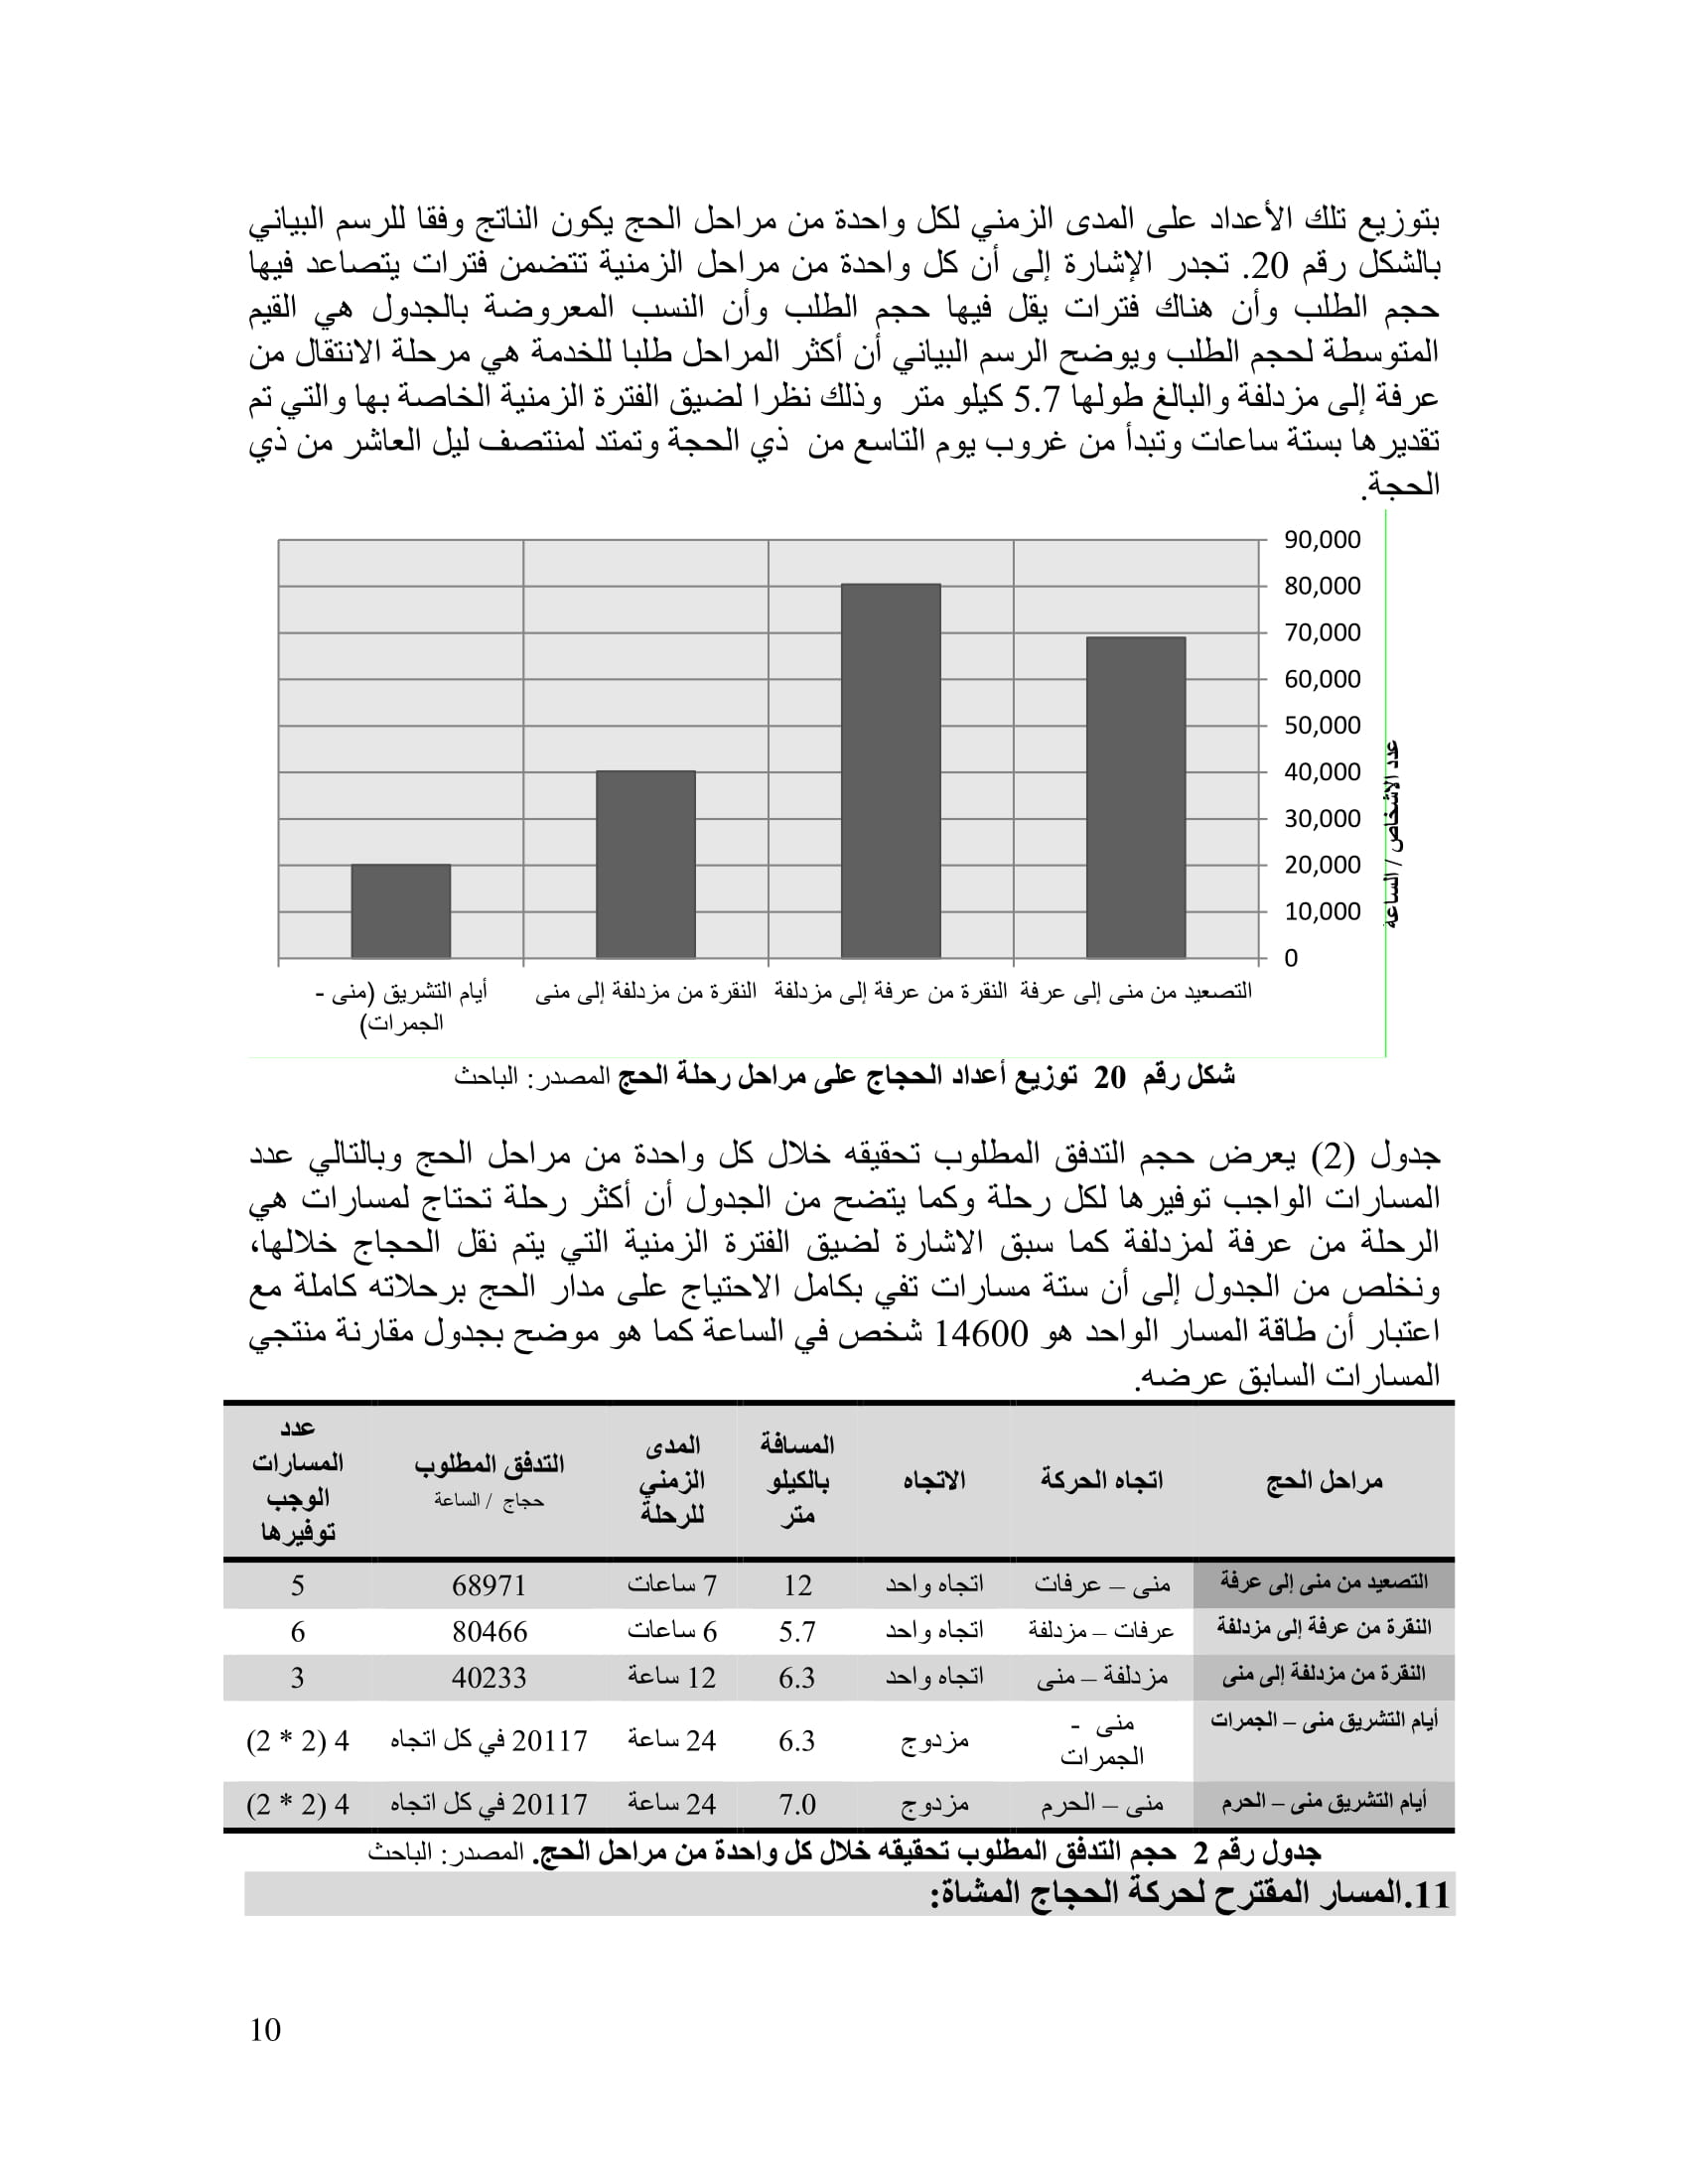 بتوزيع تلك الأعداد على المدى الزمني لكل واحدة من مراحل الحج يكون الناتج وفقا للرسم البياني
بالشكل رقم 20. تجدر الإشارة إلى أن كل واحدة من مراحل الزمنية تتضمن فترات يتصاعد فيها
حجم الطلب وأن هناك فترات يقل فيها حجم الطلب وأن النسب المعروضة بالجدول هي القيم
المتوسطة لحجم الطلب ويوضح الرسم البياني أن أكثر المراحل طلبا للخدمة هي مرحلة الانتقال من
عرفة إلى مزدلفة والبالغ طولها 5.7 كيلو متر وذلك نظرا لضيق الفترة الزمنية الخاصة بها والتي تم
تقديرها بستة ساعات وتبدأ من غروب يوم التاسع من ذي الحجة وتمتد لمنتصف ليل العاشر من ذي
الحجة.
90,000
80,000
70,000
60,000
50,000
40,000
30,000
20,000
10,000
0
عدد الاشخاص / الساعة
التصعيد من منى إلى عرفة النقرة من عرفة إلى مزدلفة النقرة من مزدلفة إلى منى أيام التشريق (منى -
الجمرات)
شكل رقم 20 توزيع أعداد الحجاج على مراحل رحلة الحج المصدر: الباحث
جدول (2) يعرض حجم التدفق المطلوب تحقيقه خلال كل واحدة من مراحل الحج وبالتالي عدد
المسارات الواجب توفيرها لكل رحلة وكما يتضح من الجدول أن أكثر رحلة تحتاج لمسارات هي
الرحلة من عرفة لمزدلفة كما سبق الاشارة لضيق الفترة الزمنية التي يتم نقل الحجاج خلالها،
ونخلص من الجدول إلى أن ستة مسارات تفي بكامل الاحتياج على مدار الحج برحلاته كاملة مع
اعتبار أن طاقة المسار الواحد هو 14600 شخص في الساعة كما هو موضح بجدول مقارنة منتجي
المسارات السابق عرضه.
مراحل الحج اتجاه الحركة الاتجاه المسافة بالكيلو متر المدى الزمني للرحلة التدفق المطلوب حجاج / الساعة عدد المسارات الوجب توفيرها
التصعيد من منى إلى عرفة منى – عرفات اتجاه واحد 12 7 ساعات 68971 5
النقرة من عرفة إلى مزدلفة عرفات – مزدلفة اتجاه واحد 5.7 6 ساعات 80466 6
النقرة من مزدلفة إلى منى مزدلفة – منى اتجاه واحد 6.3 12 ساعة 40233 3
أيام التشريق منى – الجمرات منى - الجمرات مزدوج 6.3 24 ساعة 20117 في كل اتجاه 4 (2 * 2)
أيام التشريق منى – الحرم منى – الحرم مزدوج 7.0 24 ساعة 20117 في كل اتجاه 4 (2 * 2)
جدول رقم 2 حجم التدفق المطلوب تحقيقه خلال كل واحدة من مراحل الحج. المصدر: الباحث
11.المسار المقترح لحركة الحجاج المشاة:
10